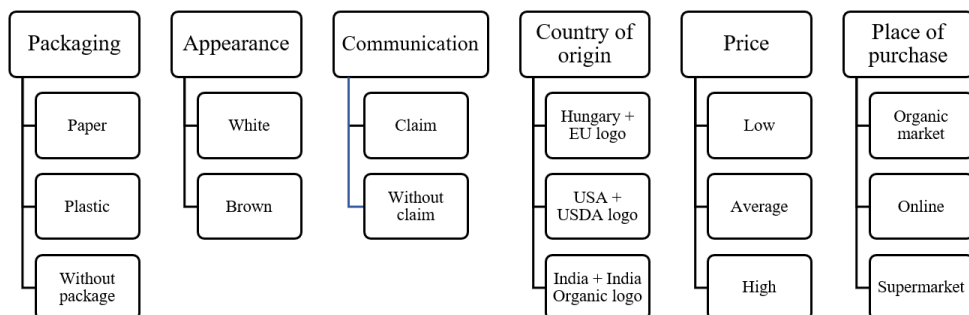 Packaging
Paper
Plastic
Without
package
Appearance
White
Brown
Communication
Claim
Without
claim
Country of
origin
Hungary +
EU logo
USA +
USDA logo
India + India
Organic logo
Price
Low
Average
High
Place of
purchase
Organic
market
Online
Supermarket